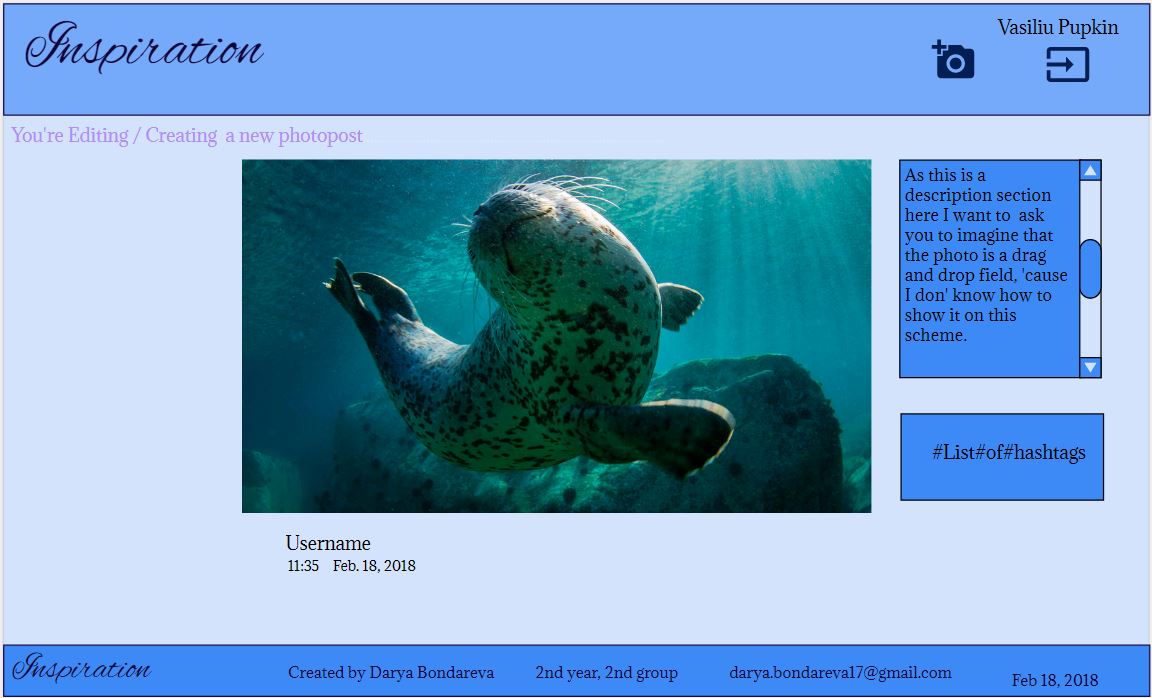 Inspiration
Vasiliu Pupkin
You're Editing / Creating a new photopost
As this is a
description section
here I want to ask
you to imagine that
the photo is a drag
and drop field, 'cause
I don' know how to
show it on this
scheme.
#List#of#hashtags
Username
11:35 Feb. 18, 2018
Inspiration
Created by Darya Bondareva
2nd year, 2nd group
darya.bondareva17@gmail.com
Feb 18, 2018